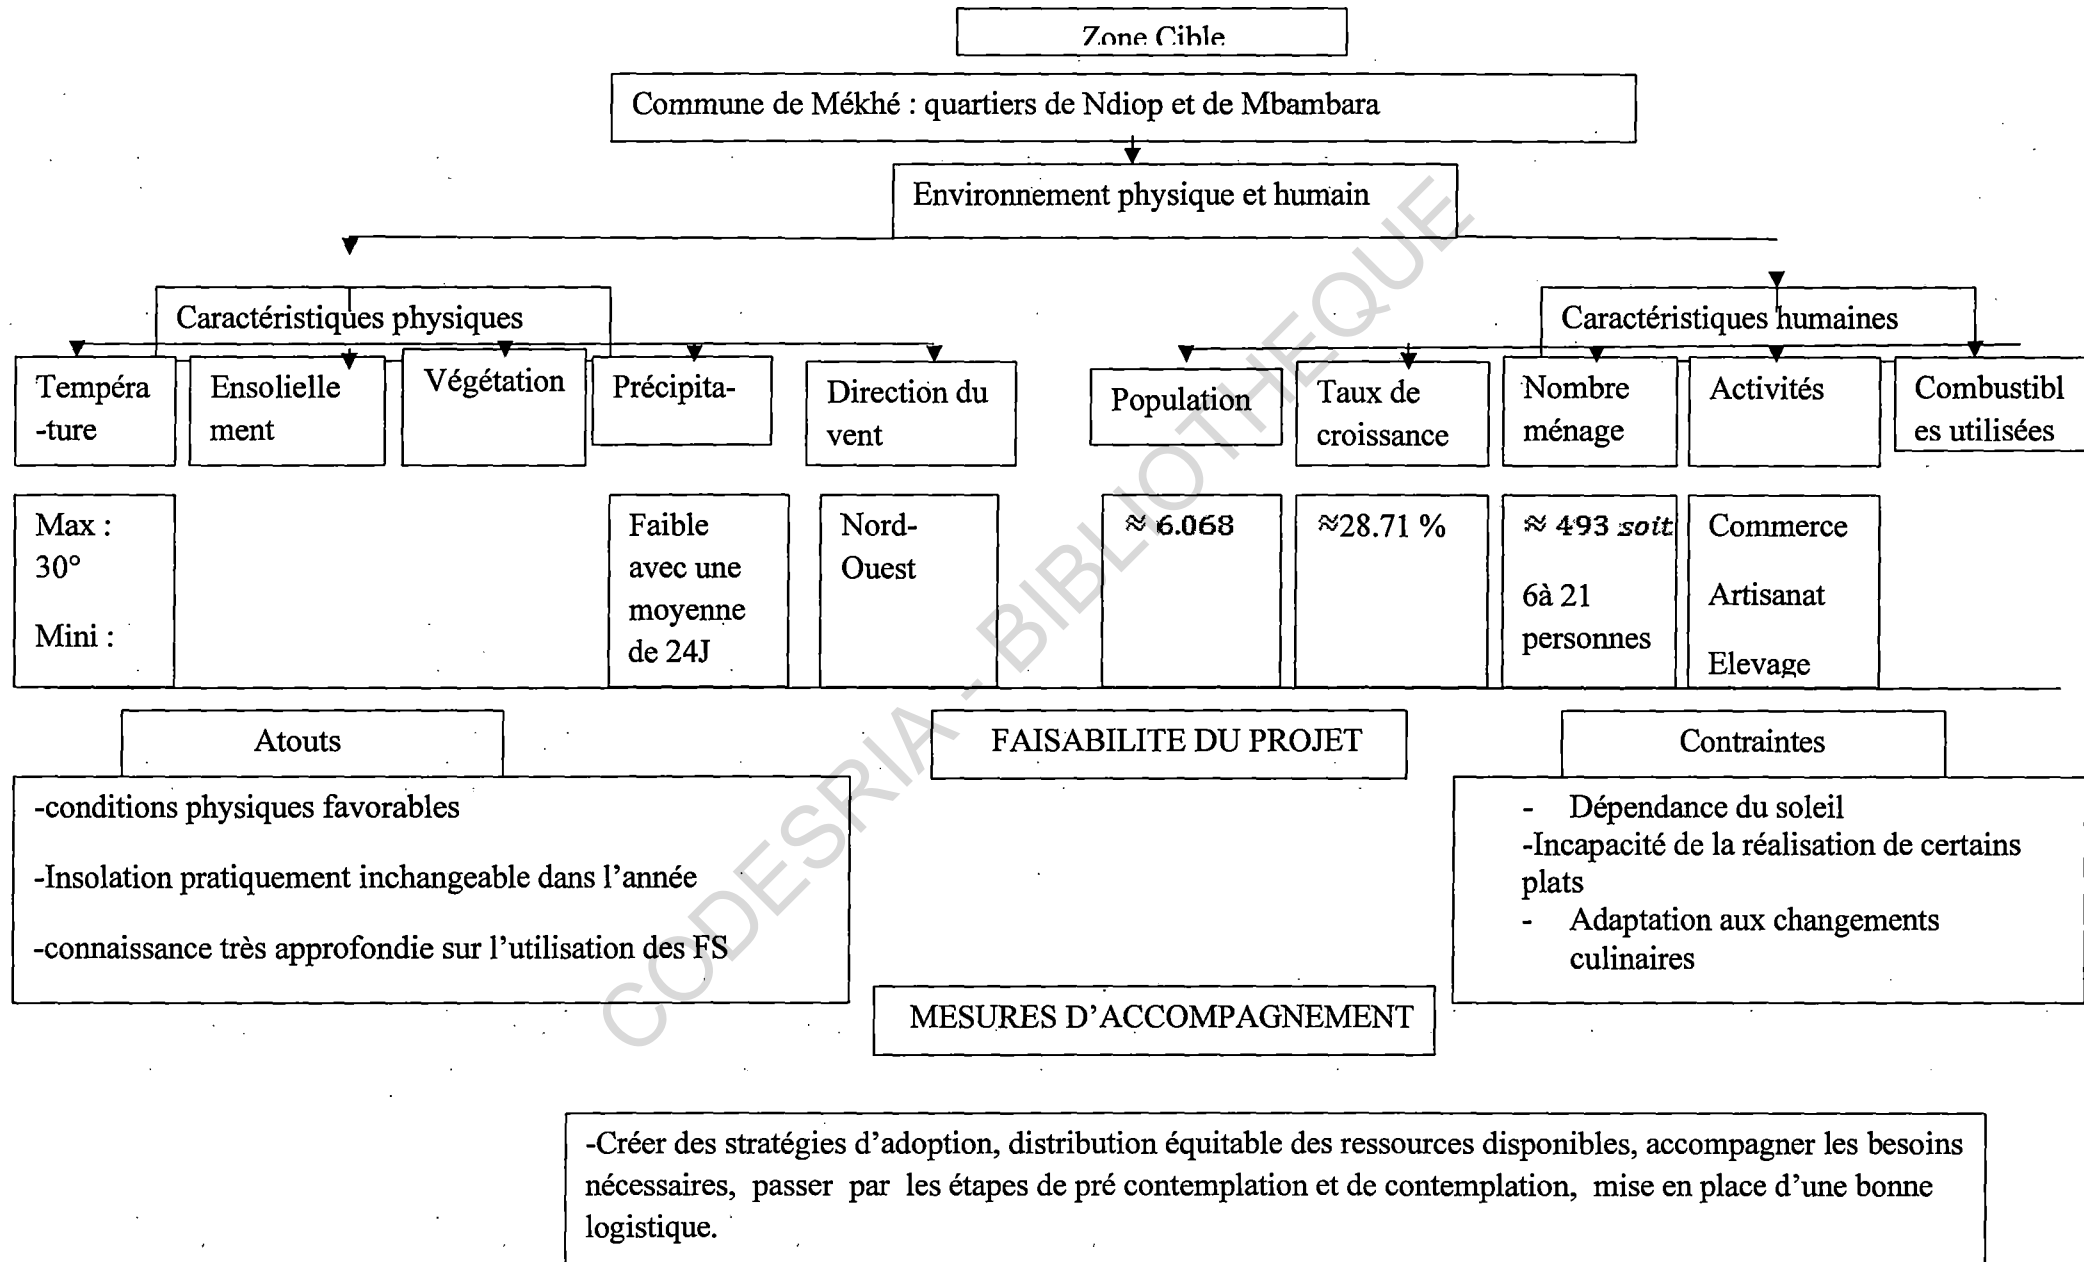 Zone Cible
Commune de Mékhé : quartiers de Ndiop et de Mbambara
Environnement physique et humain
Caractéristiques physiques
Caractéristiques humaines
Tempéra
-ture
Ensolielle
ment
Végétation
Précipita-
Direction du
vent
Population
Taux de
croissance
Nombre
ménage
Activités
Combustibl
es utilisées
Max :
30°
Mini :
Faible
avec une
moyenne
de 24J
Nord-
Ouest
≈ 6.068
≈28.71 %
≈ 493 soit
6à 21
personnes
Commerce
Artisanat
Elevage
Atouts
FAISABILITE DU PROJET
Contraintes
-conditions physiques favorables
-Insolation pratiquement inchangeable dans l'année
-connaissance très approfondie sur l'utilisation des FS
- Dépendance du soleil
-Incapacité de la réalisation de certains
plats
- Adaptation aux changements
culinaires
MESURES D'ACCOMPAGNEMENT
-Créer des stratégies d'adoption, distribution équitable des ressources disponibles, accompagner les besoins
nécessaires, passer par les étapes de pré contemplation et de contemplation, mise en place d'une bonne
logistique.
CODESRIA - BIBLIOTHEQUE